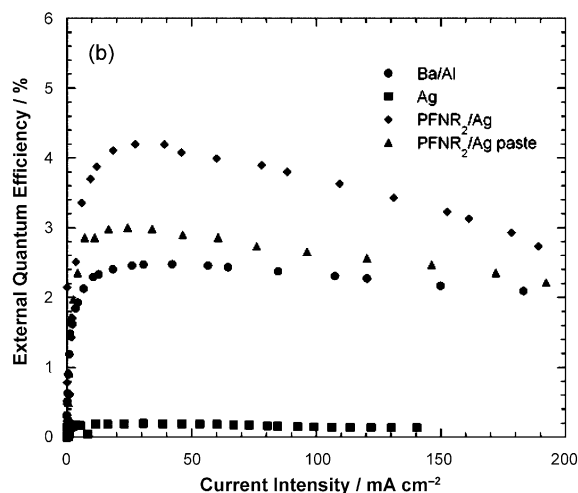 (b)
Ba/Al
Ag
PFNR₂/Ag
PFNR₂/Ag paste
External Quantum Efficiency / %
6
5
4
3
2
1
0
0
50
100
150
200
Current Intensity / mA cm⁻²